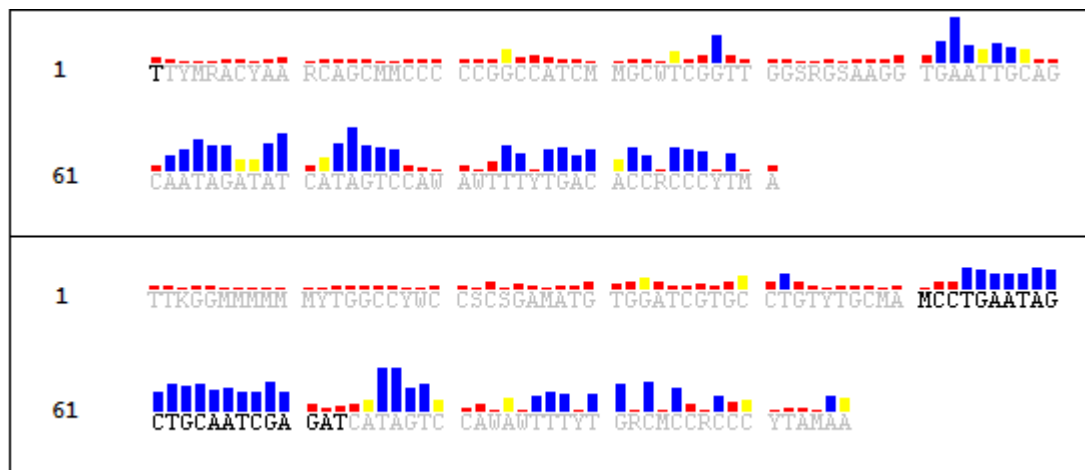 1 TTYMRACYAA RCAGCMMCCC CCCGGCCATCM MGCWTCGGTT GGSRGSAAGG TGAATTGCAG
61 CAATAGATAT CATAGTCCAW AWTTTYTGAC ACCRCCCYTM A
1 TTKGGMMMMM MYTGGCCYWC CSCSGAMATG TGGATCGTGC CTGTYTGCMA MCCTGAATAG
61 CTGCAATCGA GATCATAGTC CAWAWTTTYT GRCMCCRCCC YTAMAA